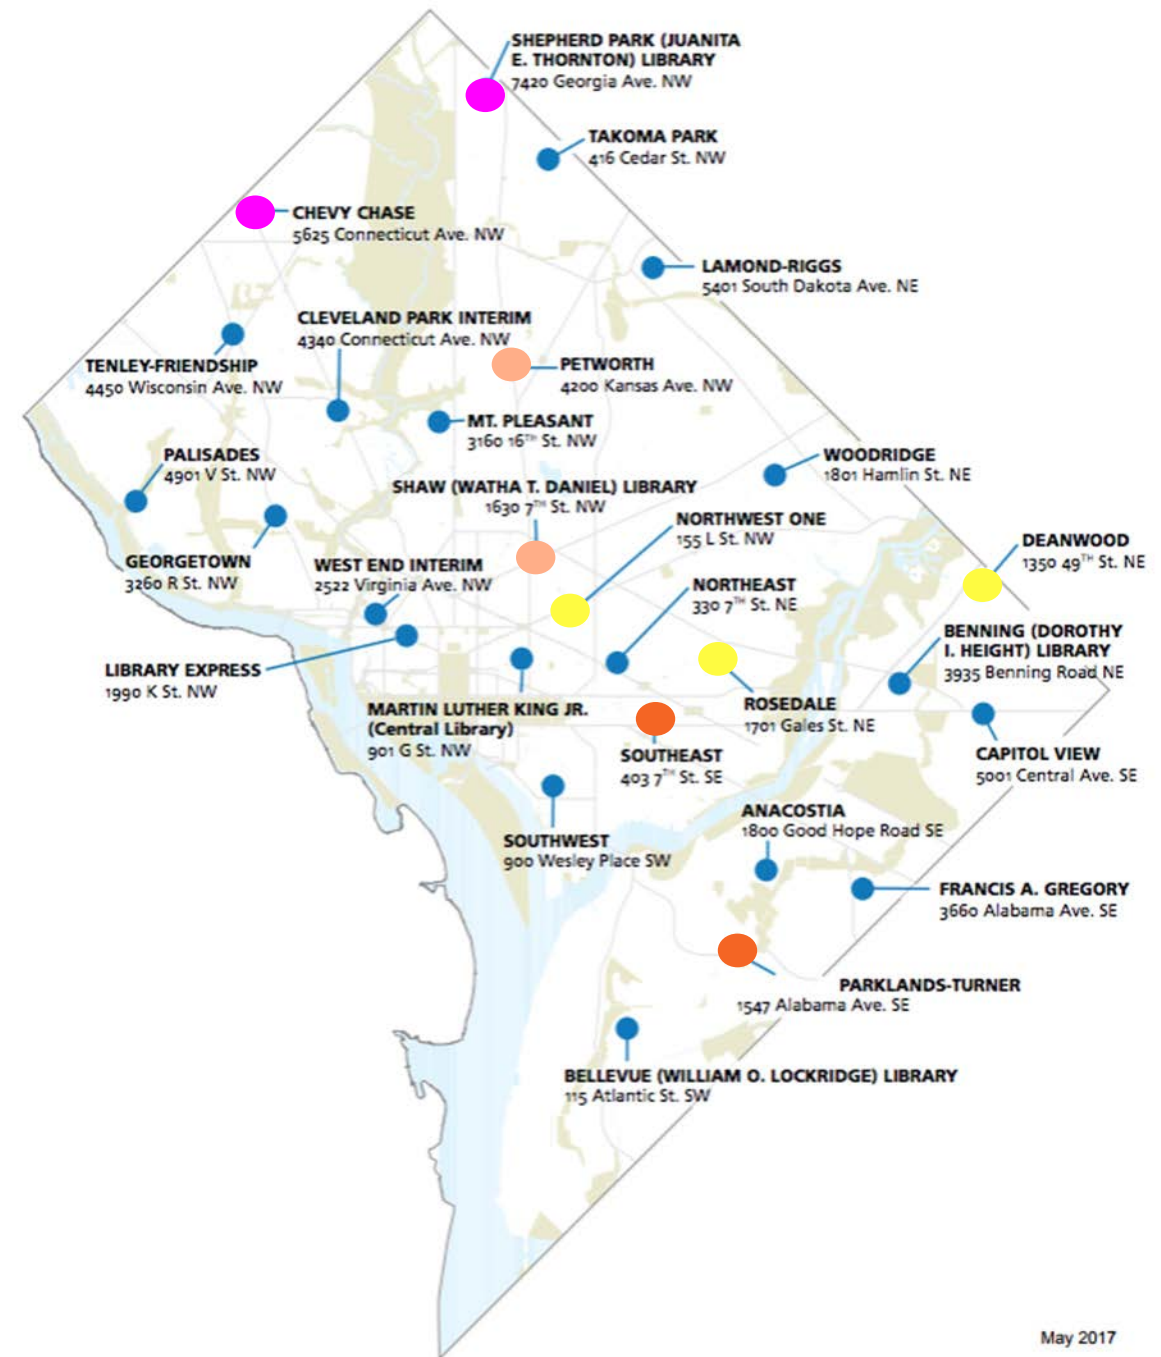 SHEPHERD PARK (JUANITA
E. THORNTON) LIBRARY
7420 Georgia Ave. NW
TAKOMA PARK
416 Cedar St. NW
CHEVY CHASE
5625 Connecticut Ave. NW
LAMOND-RIGGS
5401 South Dakota Ave. NE
CLEVELAND PARK INTERIM
4340 Connecticut Ave. NW
TENLEY-FRIENDSHIP
4450 Wisconsin Ave. NW
PETWORTH
4200 Kansas Ave. NW
MT. PLEASANT
3160 16TH St. NW
PALISADES
4901 V St. NW
WOODRIDGE
1801 Hamlin St. NE
SHAW (WATHA T. DANIEL) LIBRARY
1630 7TH St. NW
NORTHWEST ONE
155 L St. NW
DEANWOOD
1350 49TH St. NE
GEORGETOWN
3260 R St. NW
WEST END INTERIM
2522 Virginia Ave. NW
NORTHEAST
330 7TH St. NE
BENNING (DOROTHY
I. HEIGHT) LIBRARY
3935 Benning Road NE
LIBRARY EXPRESS
1990 K St. NW
MARTIN LUTHER KING JR.
(Central Library)
901 G St. NW
ROSEDALE
1701 Gales St. NE
SOUTHEAST
403 7TH St. SE
CAPITOL VIEW
5001 Central Ave. SE
ANACOSTIA
1800 Good Hope Road SE
SOUTHWEST
900 Wesley Place SW
FRANCIS A. GREGORY
3660 Alabama Ave. SE
PARKLANDS-TURNER
1547 Alabama Ave. SE
BELLEVUE (WILLIAM O. LOCKRIDGE) LIBRARY
115 Atlantic St. SW
May 2017